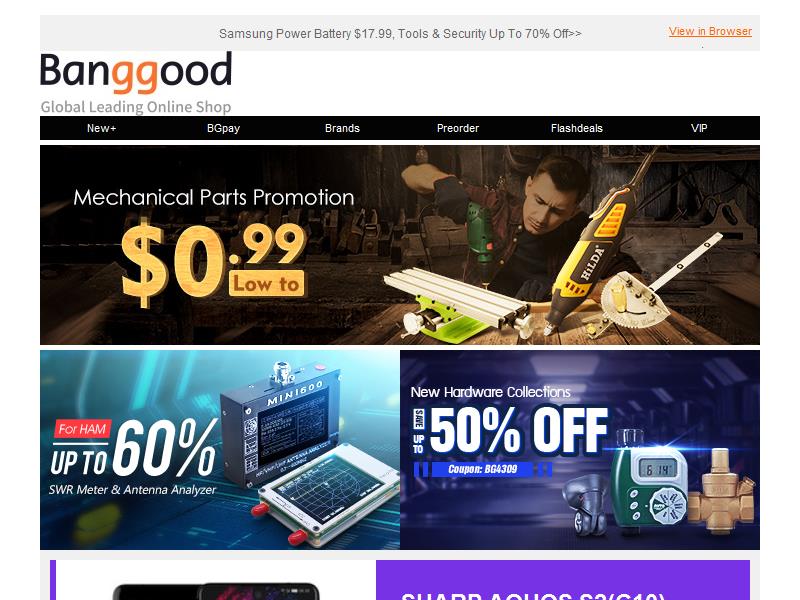 Samsung Power Battery $17.99, Tools & Security Up To 70% Off>>
View in Browser
Banggood
Global Leading Online Shop
New+ BGpay Brands Preorder Flashdeals VIP
Mechanical Parts Promotion
$0.99
Low to
HILDA
For HAM
UP TO 60%
SWR Meter & Antenna Analyzer
MINI600
New Hardware Collections
SAVE UP TO 50% OFF
Coupon: BG4309
SHARP AQUOS S3(C10)